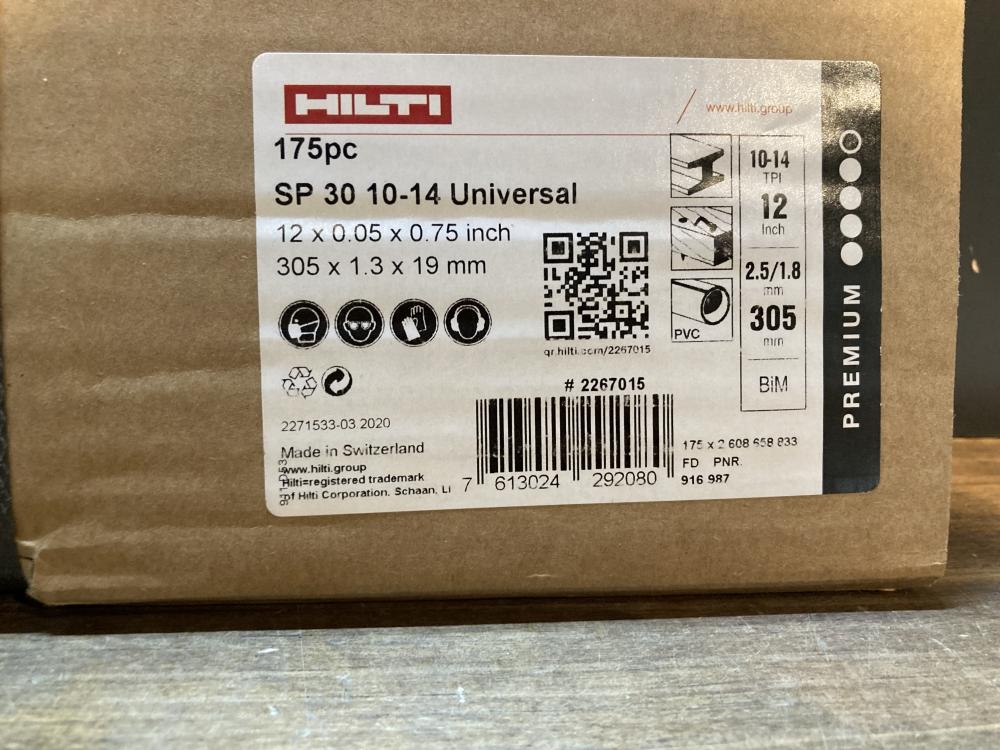 HILTI
www.hilti.group
175pc
SP 30 10-14 Universal
12 x 0.05 x 0.75 inch
305 x 1.3 x 19 mm
PVC
10-14
TPI
12
Inch
2.5/1.8
mm
305
mm
BiM
PREMIUM
qr.hilti.com/2267015
# 2267015
2271533-03.2020
Made in Switzerland
www.hilti.group
Hilti=registered trademark
of Hilti Corporation. Schaan, LI
7 613024 292080
175 x 2 608 658 833
FD PNR.
916 987